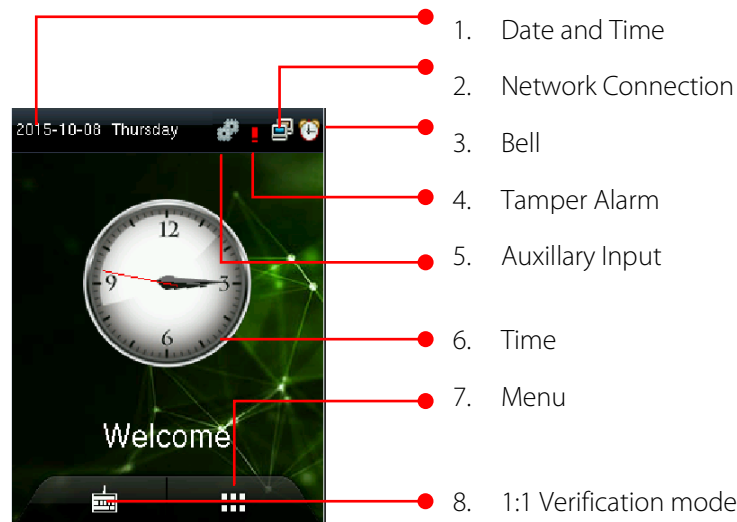 1. Date and Time
2. Network Connection
2015-10-08 Thursday
3. Bell
4. Tamper Alarm
12
5. Auxillary Input
9
3
6
6. Time
7. Menu
Welcome
8. 1:1 Verification mode